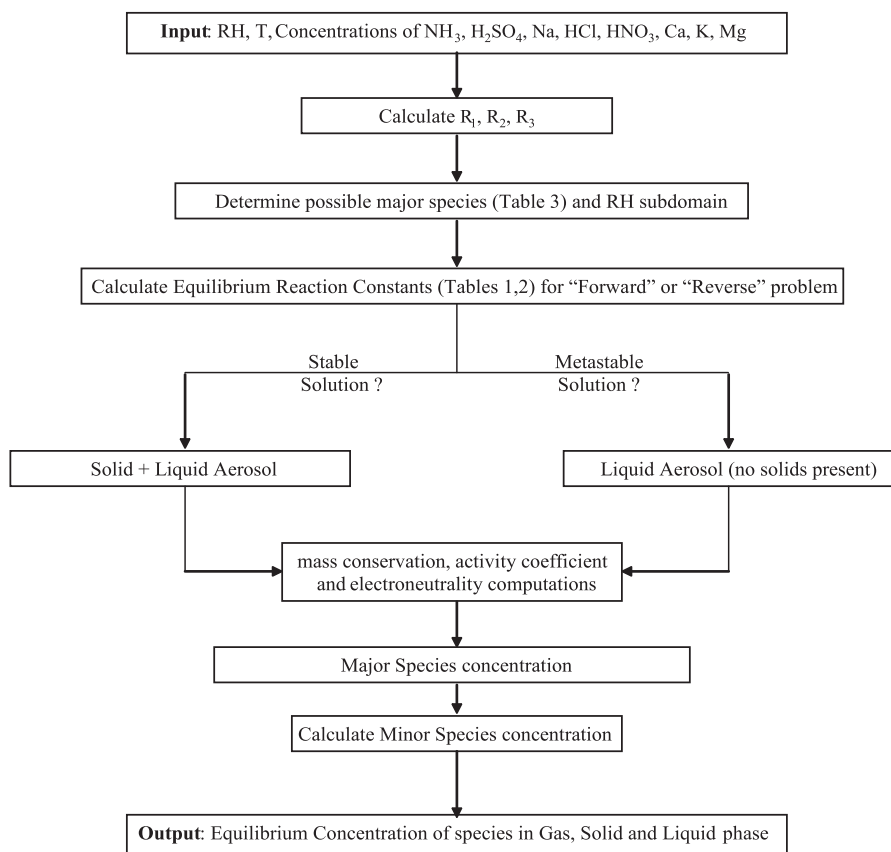 Input: RH, T, Concentrations of NH₃, H₂SO₄, Na, HCl, HNO₃, Ca, K, Mg
Calculate R₁, R₂, R₃
Determine possible major species (Table 3) and RH subdomain
Calculate Equilibrium Reaction Constants (Tables 1,2) for “Forward” or “Reverse” problem
Stable
Solution ?
Metastable
Solution ?
Solid + Liquid Aerosol
Liquid Aerosol (no solids present)
mass conservation, activity coefficient
and electroneutrality computations
Major Species concentration
Calculate Minor Species concentration
Output: Equilibrium Concentration of species in Gas, Solid and Liquid phase